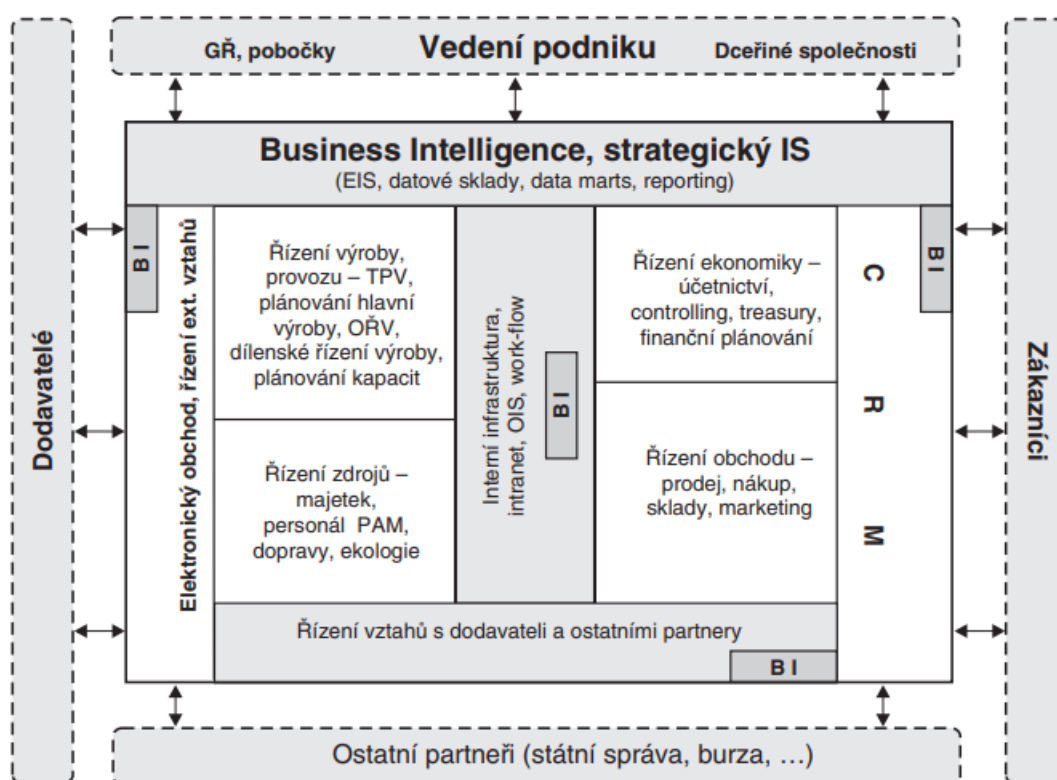 GŘ, pobočky
Vedení podniku
Dceřiné společnosti
Business Intelligence, strategický IS
(EIS, datové sklady, data marts, reporting)
Dodavatelé
B I
Elektronický obchod, řízení ext. vztahů
Řízení výroby,
provozu – TPV,
plánování hlavní
výroby, OŘV,
dílenské řízení výroby,
plánování kapacit
Řízení zdrojů –
majetek,
personál PAM,
dopravy, ekologie
Interní infrastruktura,
intranet, OIS, work-flow
B I
Řízení ekonomiky –
účetnictví,
controlling, treasury,
finanční plánování
Řízení obchodu –
prodej, nákup,
sklady, marketing
C
R
M
B I
Zákazníci
Řízení vztahů s dodavateli a ostatními partnery
B I
Ostatní partneři (státní správa, burza, …)